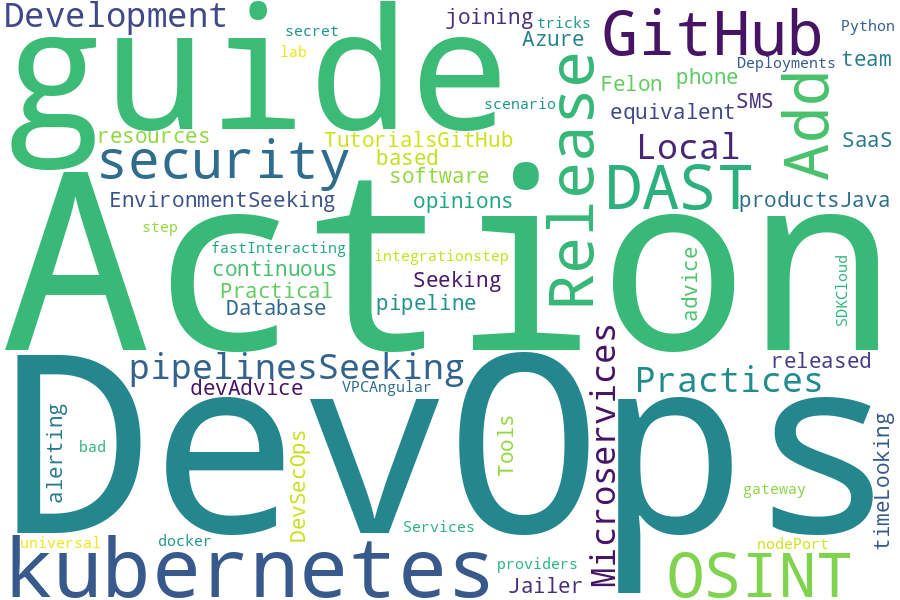 Development
secret
joining
tricks
GitHub
Python
lab
Azure
Deployments
team
guide
Felon
phone
Add
scenario
SMS
equivalent
Release
resources
TutorialsGitHub
Local
SaaS
security
based
software
DAST
EnvironmentSeeking
opinions
productsJava
step
Action
fastInteracting
integrationstep
continuous
Seeking
advice
SDKCloud
Practical
Database
pipeline
pipelinesSeeking
released
devAdvice
VPCAngular
Microservices
Practices
DevOps
alerting
bad
DevSecOps
Tools
timeLooking
gateway
Services
universal
docker
nodePort
kubernetes
providers
Jailer
OSINT